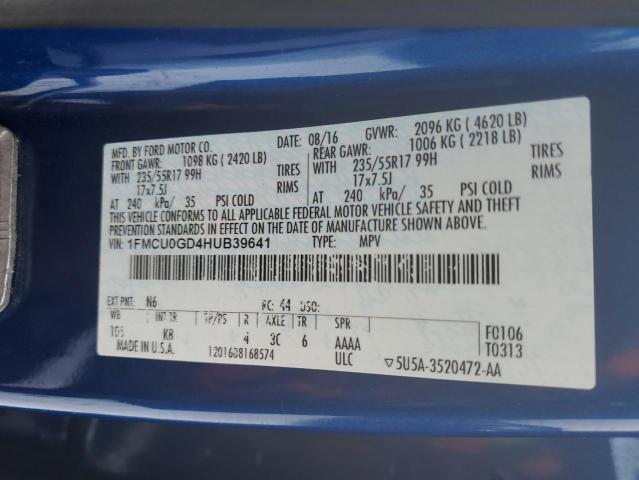 MFD. BY FORD MOTOR CO.
DATE: 08/16 GVWR: 2096 KG ( 4620 LB)
FRONT GAWR: 1098 KG ( 2420 LB) REAR GAWR: 1006 KG ( 2218 LB)
WITH 235/55R17 99H TIRES WITH 235/55R17 99H TIRES
17x7.5J RIMS 17x7.5J RIMS
AT 240 kPa/ 35 PSI COLD AT 240 kPa/ 35 PSI COLD
THIS VEHICLE CONFORMS TO ALL APPLICABLE FEDERAL MOTOR VEHICLE SAFETY AND THEFT
PREVENTION STANDARDS IN EFFECT ON THE DATE OF MANUFACTURE SHOWN ABOVE.
VIN: 1FMCU0GD4HUB39641 TYPE: MPV
EXT PNT: N6 RC: 44 DSO:
WB INT TR TP/PS R AXLE TR SPR
KB 4 3C 6 AAAA F0106
MADE IN U.S.A. 1201608168574 ULC T0313
▽5U5A-3520472-AA